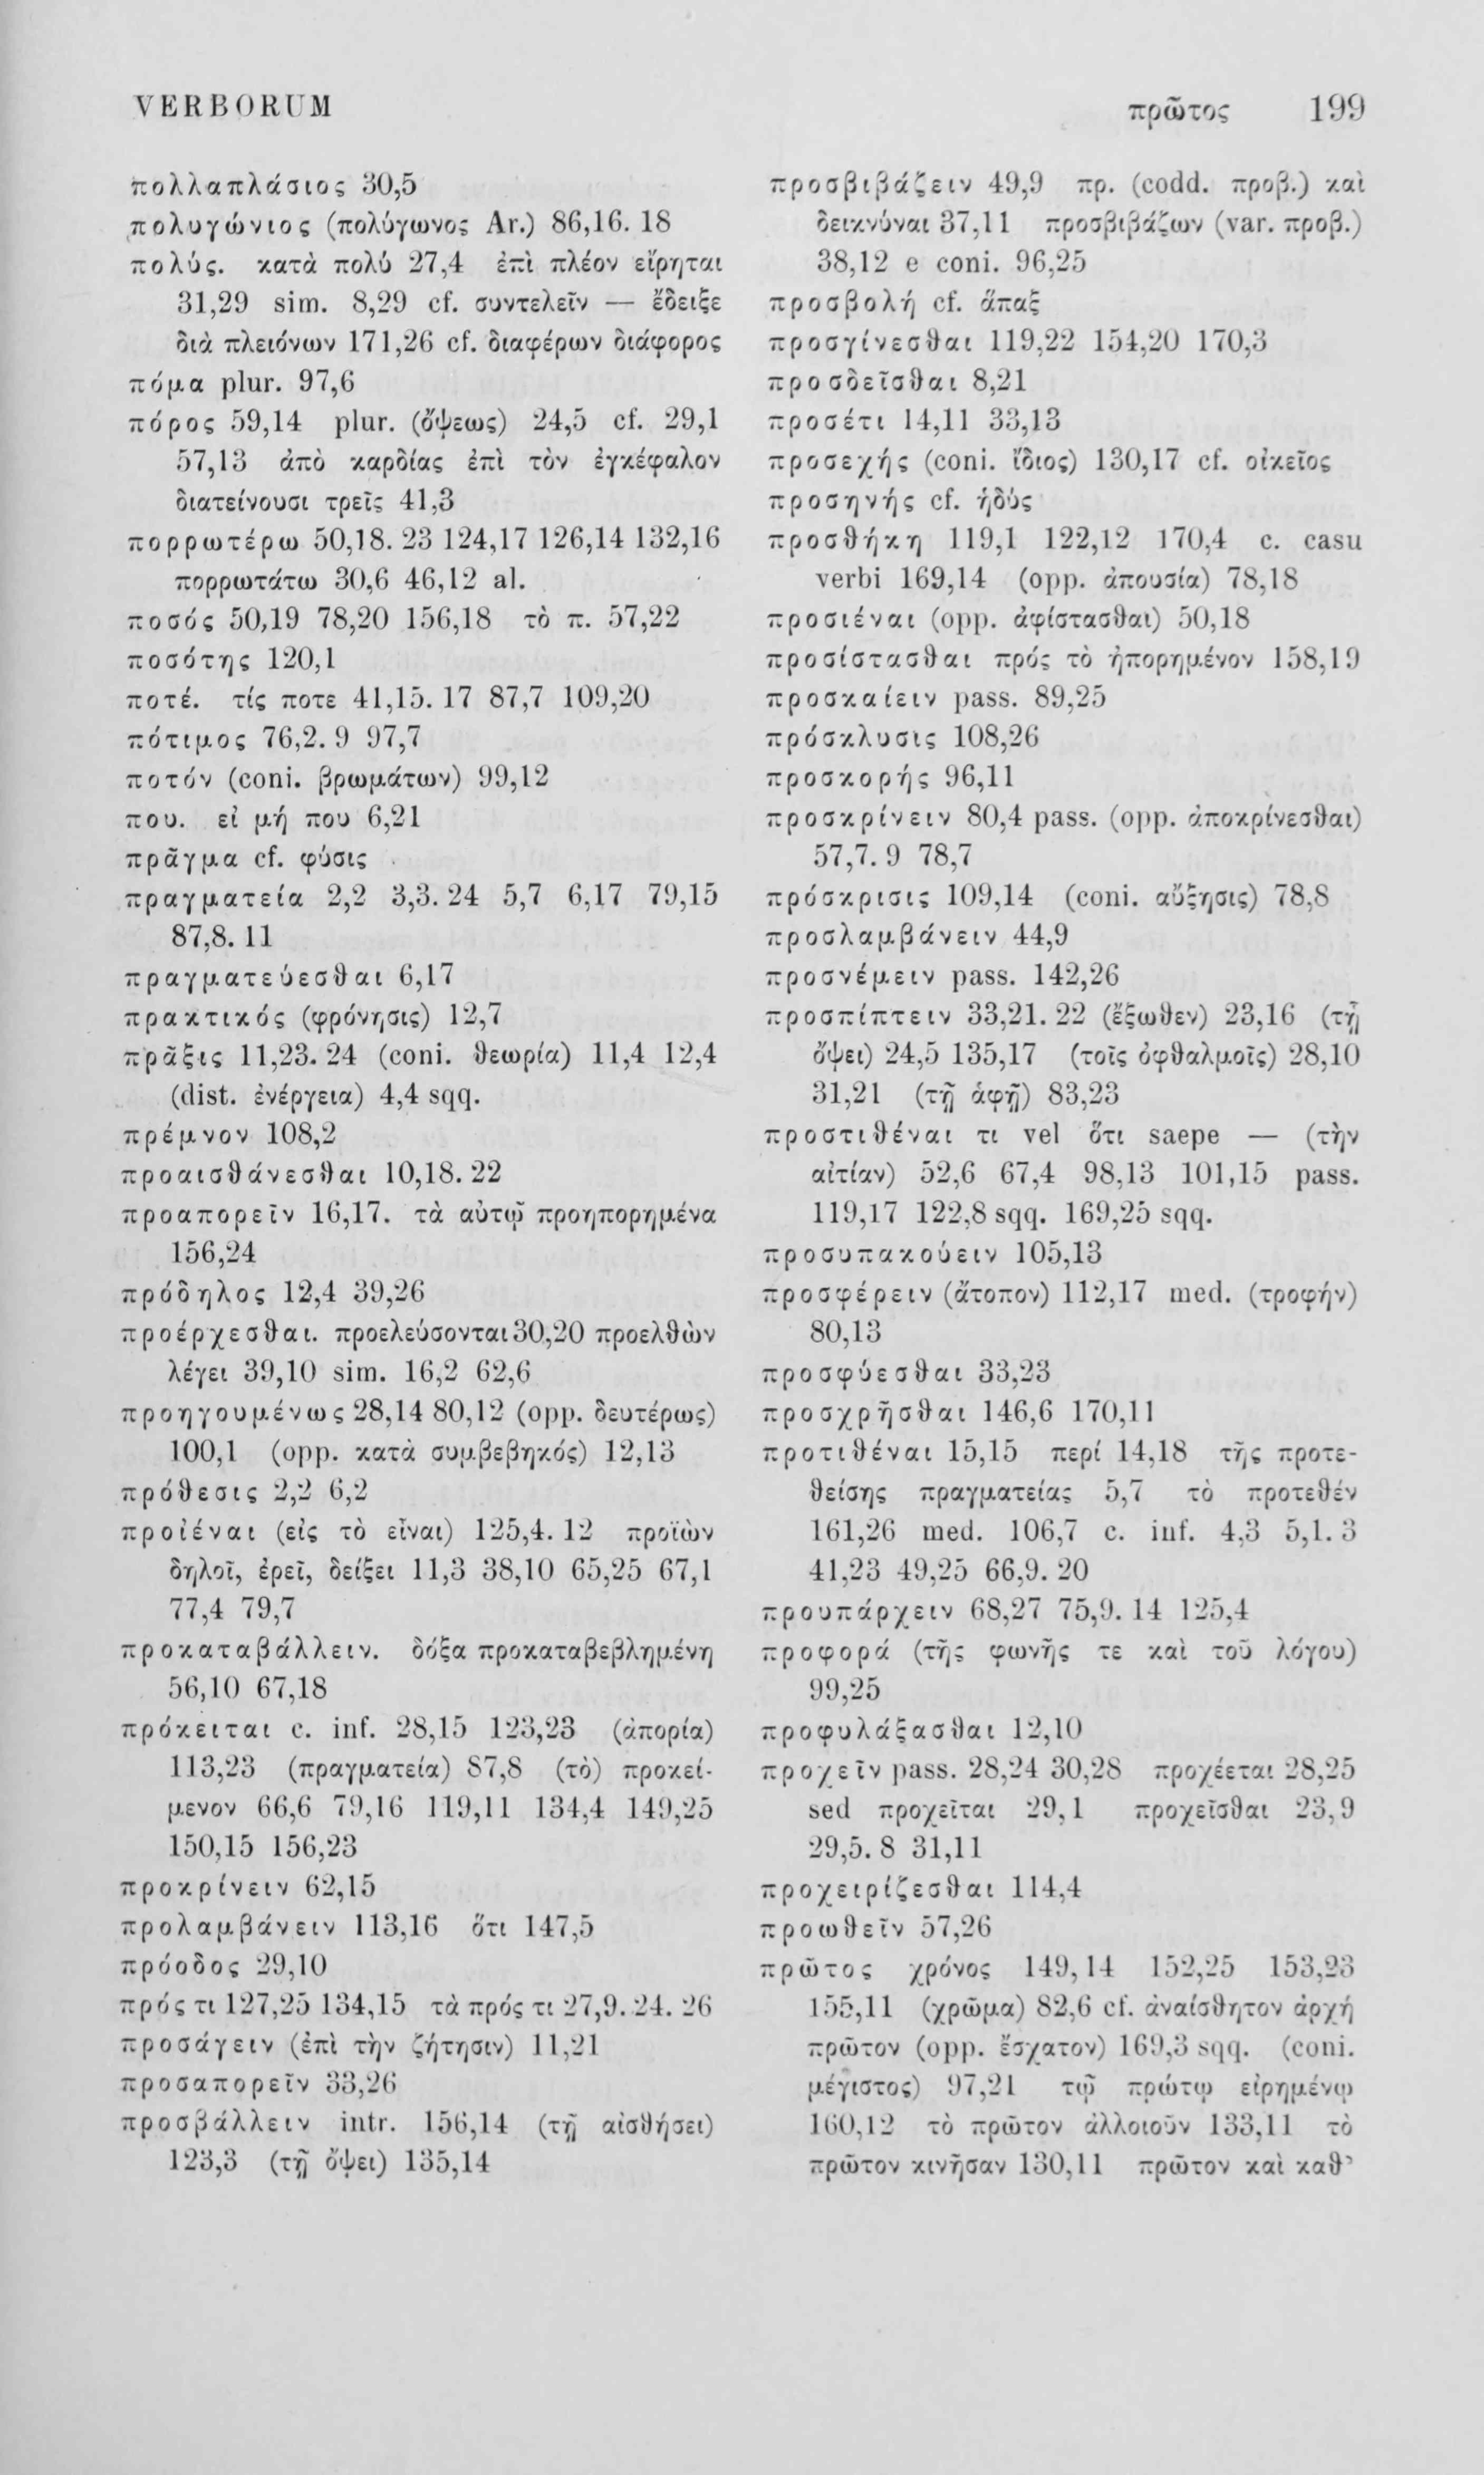 VERBORUM πρῶτος 199
πολλαπλάσιος 30,5
πολυγώνιος (πολύγωνος Ar.) 86,16. 18
πολύς. κατὰ πολύ 27,4 ἐπὶ πλέον εἴρηται
31,29 sim. 8,29 cf. συντελεῖν — ἔδειξε
διὰ πλειόνων 171,26 cf. διαφέρων διάφορος
πόμα plur. 97,6
πόρος 59,14 plur. (ὄψεως) 24,5 cf. 29,1
57,13 ἀπὸ καρδίας ἐπὶ τὸν ἐγκέφαλον
διατείνουσι τρεῖς 41,3
πορρωτέρω 50,18. 23 124,17 126,14 132,16
πορρωτάτω 30,6 46,12 al.
ποσός 50,19 78,20 156,18 τὸ π. 57,22
ποσότης 120,1
ποτέ. τίς ποτε 41,15. 17 87,7 109,20
πότιμος 76,2. 9 97,7
ποτόν (coni. βρωμάτων) 99,12
που. εἰ μή που 6,21
πρᾶγμα cf. φύσις
πραγματεία 2,2 3,3. 24 5,7 6,17 79,15
87,8. 11
πραγματεύεσθαι 6,17
πρακτικός (φρόνησις) 12,7
πρᾶξις 11,23. 24 (coni. θεωρία) 11,4 12,4
(dist. ἐνέργεια) 4,4 sqq.
πρέμνον 108,2
προαισθάνεσθαι 10,18. 22
προαπορεῖν 16,17. τὰ αὐτῷ προηπορημένα
156,24
πρόδηλος 12,4 39,26
προέρχεσθαι. προελεύσονται 30,20 προελθὼν
λέγει 39,10 sim. 16,2 62,6
προηγουμένως 28,14 80,12 (opp. δευτέρως)
100,1 (opp. κατὰ συμβεβηκός) 12,13
πρόθεσις 2,2 6,2
προϊέναι (εἰς τὸ εἶναι) 125,4. 12 προϊὼν
δηλοῖ, ἐρεῖ, δείξει 11,3 38,10 65,25 67,1
77,4 79,7
προκαταβάλλειν. δόξα προκαταβεβλημένη
56,10 67,18
πρόκειται c. inf. 28,15 123,23 (ἀπορία)
113,23 (πραγματεία) 87,8 (τὸ) προκεί-
μενον 66,6 79,16 119,11 134,4 149,25
150,15 156,23
προκρίνειν 62,15
προλαμβάνειν 113,16 ὅτι 147,5
πρόοδος 29,10
πρός τι 127,25 134,15 τὰ πρός τι 27,9. 24. 26
προσάγειν (ἐπὶ τὴν ζήτησιν) 11,21
προσαπορεῖν 33,26
προσβάλλειν intr. 156,14 (τῇ αἰσθήσει)
123,3 (τῇ ὄψει) 135,14
προσβιβάζειν 49,9 πρ. (codd. προβ.) καὶ
δεικνύναι 37,11 προσβιβάζων (var. προβ.)
38,12 e coni. 96,25
προσβολή cf. ἅπαξ
προσγίνεσθαι 119,22 154,20 170,3
προσδεῖσθαι 8,21
προσέτι 14,11 33,13
προσεχής (coni. ἴδιος) 130,17 cf. οἰκεῖος
προσηνής cf. ἡδύς
προσθήκη 119,1 122,12 170,4 c. casu
verbi 169,14 (opp. ἀπουσία) 78,18
προσιέναι (opp. ἀφίστασθαι) 50,18
προσίστασθαι πρός τὸ ἠπορημένον 158,19
προσκαίειν pass. 89,25
πρόσκλυσις 108,26
προσκορής 96,11
προσκρίνειν 80,4 pass. (opp. ἀποκρίνεσθαι)
57,7. 9 78,7
πρόσκρισις 109,14 (coni. αὔξησις) 78,8
προσλαμβάνειν 44,9
προσνέμειν pass. 142,26
προσπίπτειν 33,21. 22 (ἔξωθεν) 23,16 (τῇ
ὄψει) 24,5 135,17 (τοῖς ὀφθαλμοῖς) 28,10
31,21 (τῇ ἁφῇ) 83,23
προστιθέναι τι vel ὅτι saepe — (τὴν
αἰτίαν) 52,6 67,4 98,13 101,15 pass.
119,17 122,8 sqq. 169,25 sqq.
προσυπακούειν 105,13
προσφέρειν (ἄτοπον) 112,17 med. (τροφήν)
80,13
προσφύεσθαι 33,23
προσχρῆσθαι 146,6 170,11
προτιθέναι 15,15 περί 14,18 τῆς προτε-
θείσης πραγματείας 5,7 τὸ προτεθέν
161,26 med. 106,7 c. inf. 4,3 5,1. 3
41,23 49,25 66,9. 20
προυπάρχειν 68,27 75,9. 14 125,4
προφορά (τῆς φωνῆς τε καὶ τοῦ λόγου)
99,25
προφυλάξασθαι 12,10
προχεῖν pass. 28,24 30,28 προχέεται 28,25
sed προχεῖται 29,1 προχεῖσθαι 23,9
29,5. 8 31,11
προχειρίζεσθαι 114,4
προωθεῖν 57,26
πρῶτος χρόνος 149,14 152,25 153,23
155,11 (χρῶμα) 82,6 cf. ἀναίσθητον ἀρχή
πρῶτον (opp. ἔσχατον) 169,3 sqq. (coni.
μέγιστος) 97,21 τῷ πρώτῳ εἰρημένῳ
160,12 τὸ πρῶτον ἀλλοιοῦν 133,11 τὸ
πρῶτον κινῆσαν 130,11 πρῶτον καὶ καθ’